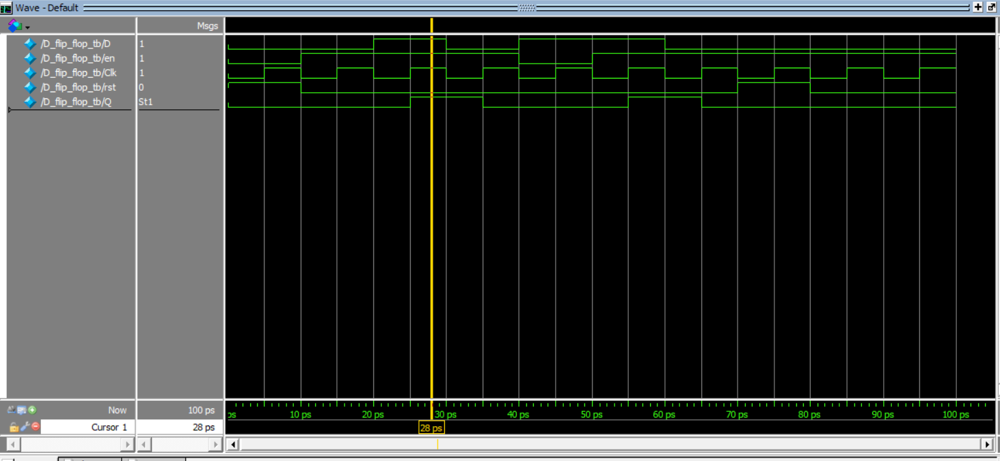 Wave - Default
Msgs
/D_flip_flop_tb/D 1
/D_flip_flop_tb/en 1
/D_flip_flop_tb/Clk 1
/D_flip_flop_tb/rst 0
/D_flip_flop_tb/Q St1
Now 100 ps
ps 10 ps 20 ps 30 ps 40 ps 50 ps 60 ps 70 ps 80 ps 90 ps 100 ps
Cursor 1 28 ps
28 ps